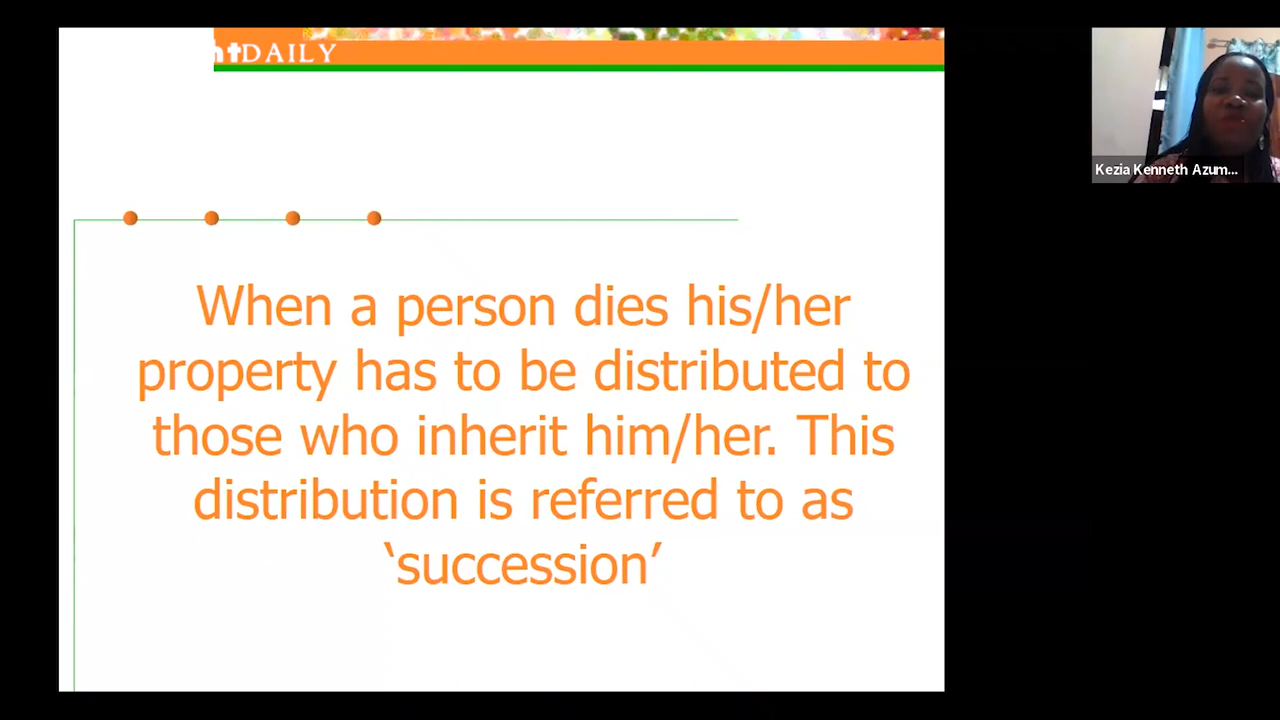 DAILY
Kezia Kenneth Azum...
When a person dies his/her
property has to be distributed to
those who inherit him/her. This
distribution is referred to as
‘succession’